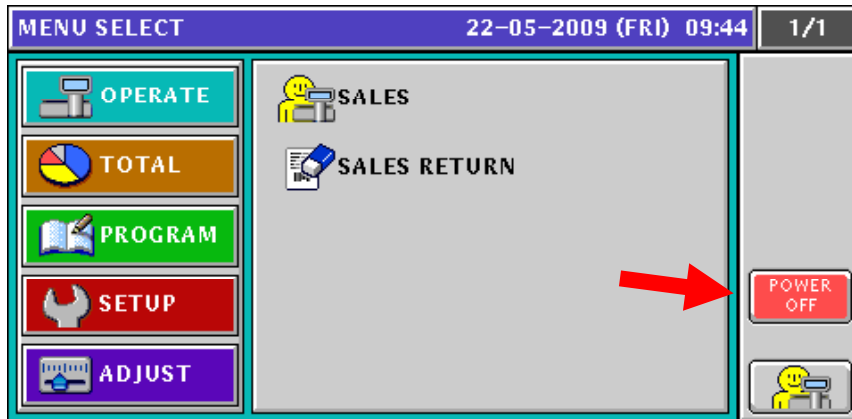 MENU SELECT 22-05-2009 (FRI) 09:44 1/1
OPERATE
TOTAL
PROGRAM
SETUP
ADJUST
SALES
SALES RETURN
POWER
OFF